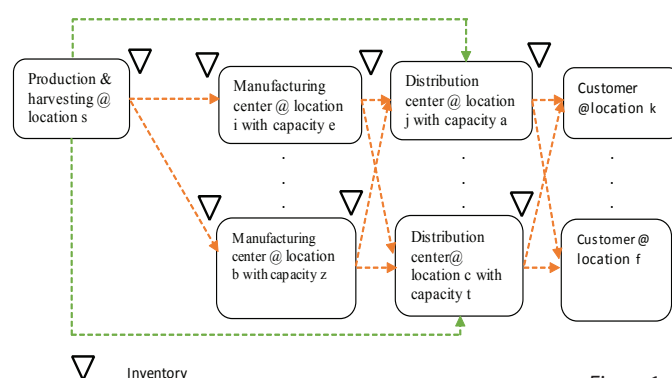 Production &
harvesting @
location s
Manufacturing
center @ location
i with capacity e
Distribution
center @ location
j with capacity a
Customer
@location k
Manufacturing
center @ location
b with capacity z
Distribution
center@
location c with
capacity t
Customer @
location f
Inventory